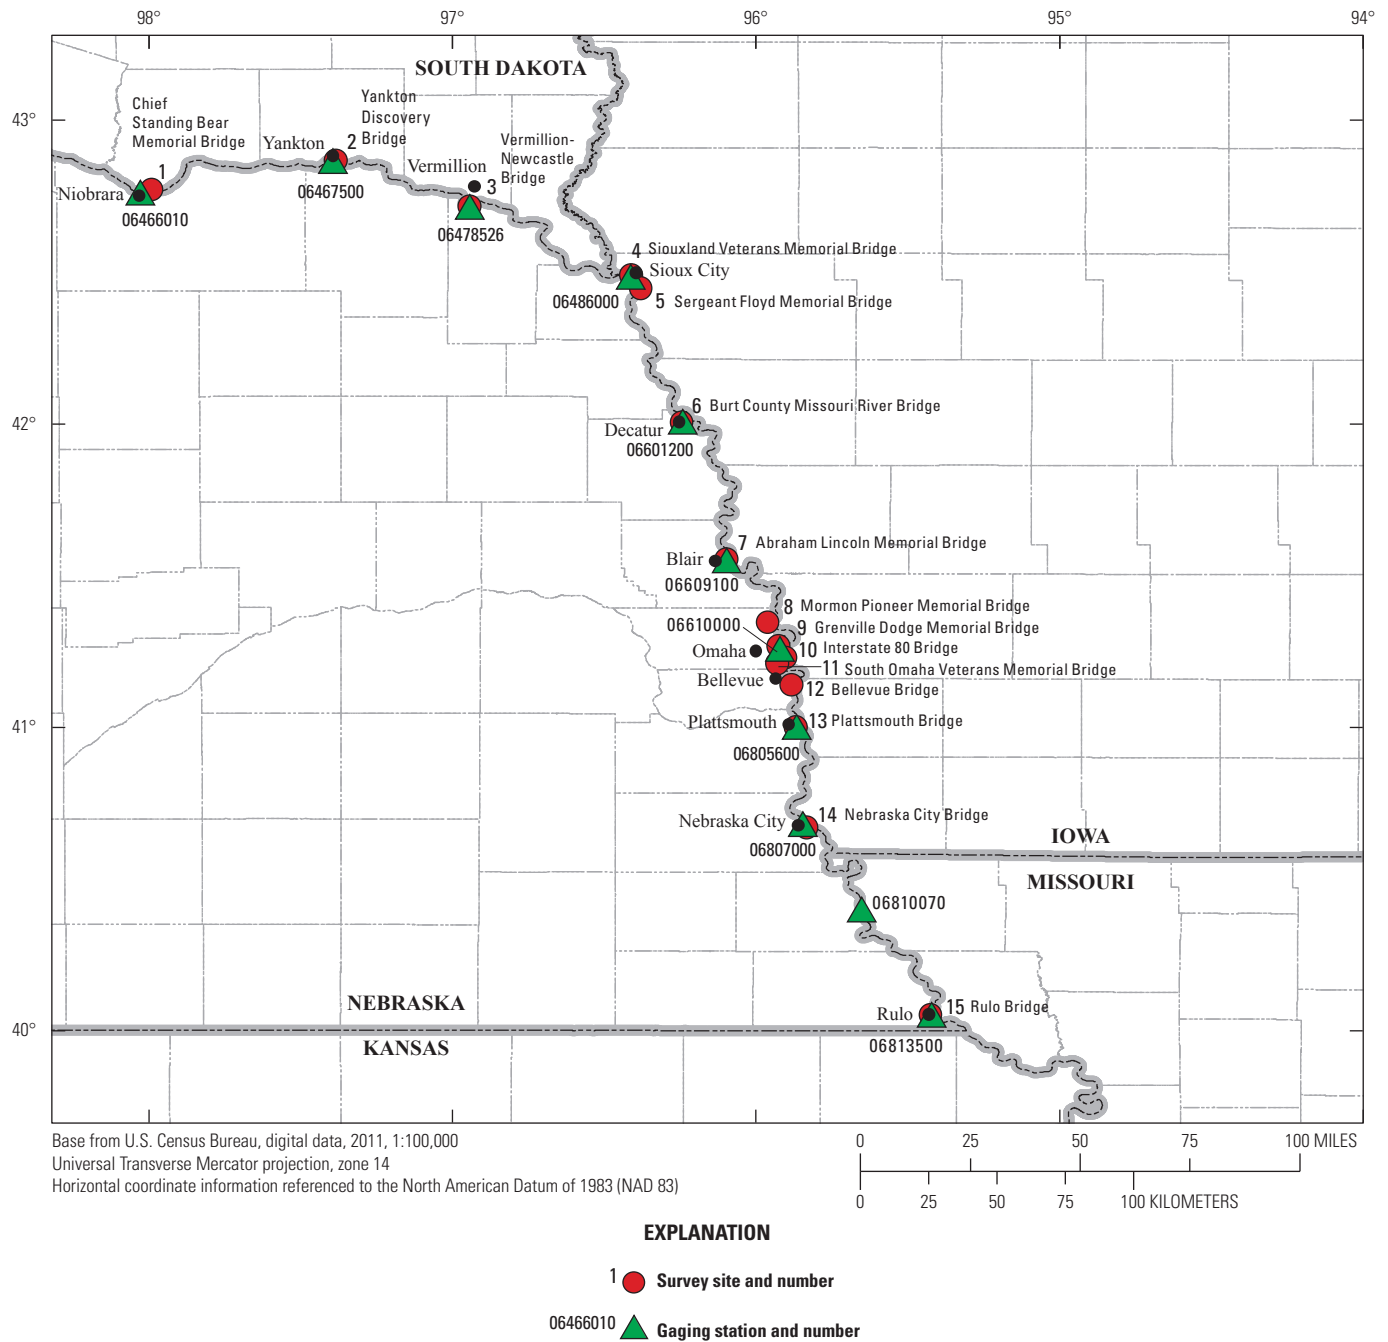 98°
97°
96°
95°
94°
SOUTH DAKOTA
43°
Chief
Standing Bear
Memorial Bridge
Yankton
Discovery
Bridge
Yankton
2
Vermillion-
Newcastle
Bridge
Vermillion
1
3
Niobrara
06466010
06467500
06478526
4 Siouxland Veterans Memorial Bridge
Sioux City
06486000
5 Sergeant Floyd Memorial Bridge
6 Burt County Missouri River Bridge
42°
Decatur
06601200
7 Abraham Lincoln Memorial Bridge
Blair
06609100
8 Mormon Pioneer Memorial Bridge
06610000
9 Grenville Dodge Memorial Bridge
Omaha
10 Interstate 80 Bridge
11 South Omaha Veterans Memorial Bridge
Bellevue
12 Bellevue Bridge
41°
Plattsmouth
13 Plattsmouth Bridge
06805600
Nebraska City
14 Nebraska City Bridge
06807000
IOWA
MISSOURI
06810070
NEBRASKA
Rulo
15 Rulo Bridge
40°
KANSAS
06813500
Base from U.S. Census Bureau, digital data, 2011, 1:100,000
Universal Transverse Mercator projection, zone 14
Horizontal coordinate information referenced to the North American Datum of 1983 (NAD 83)
0 25 50 75 100 MILES
0 25 50 75 100 KILOMETERS
EXPLANATION
1 Survey site and number
06466010 Gaging station and number